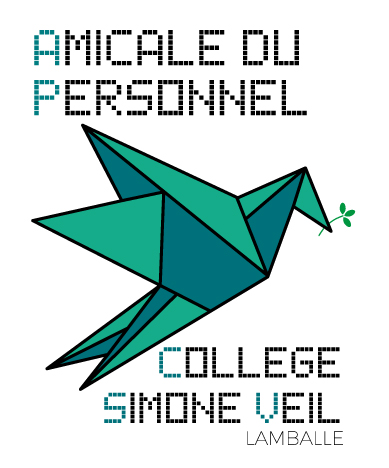 AMICALE DU
PERSONNEL
COLLEGE
SIMONE VEIL
LAMBALLE